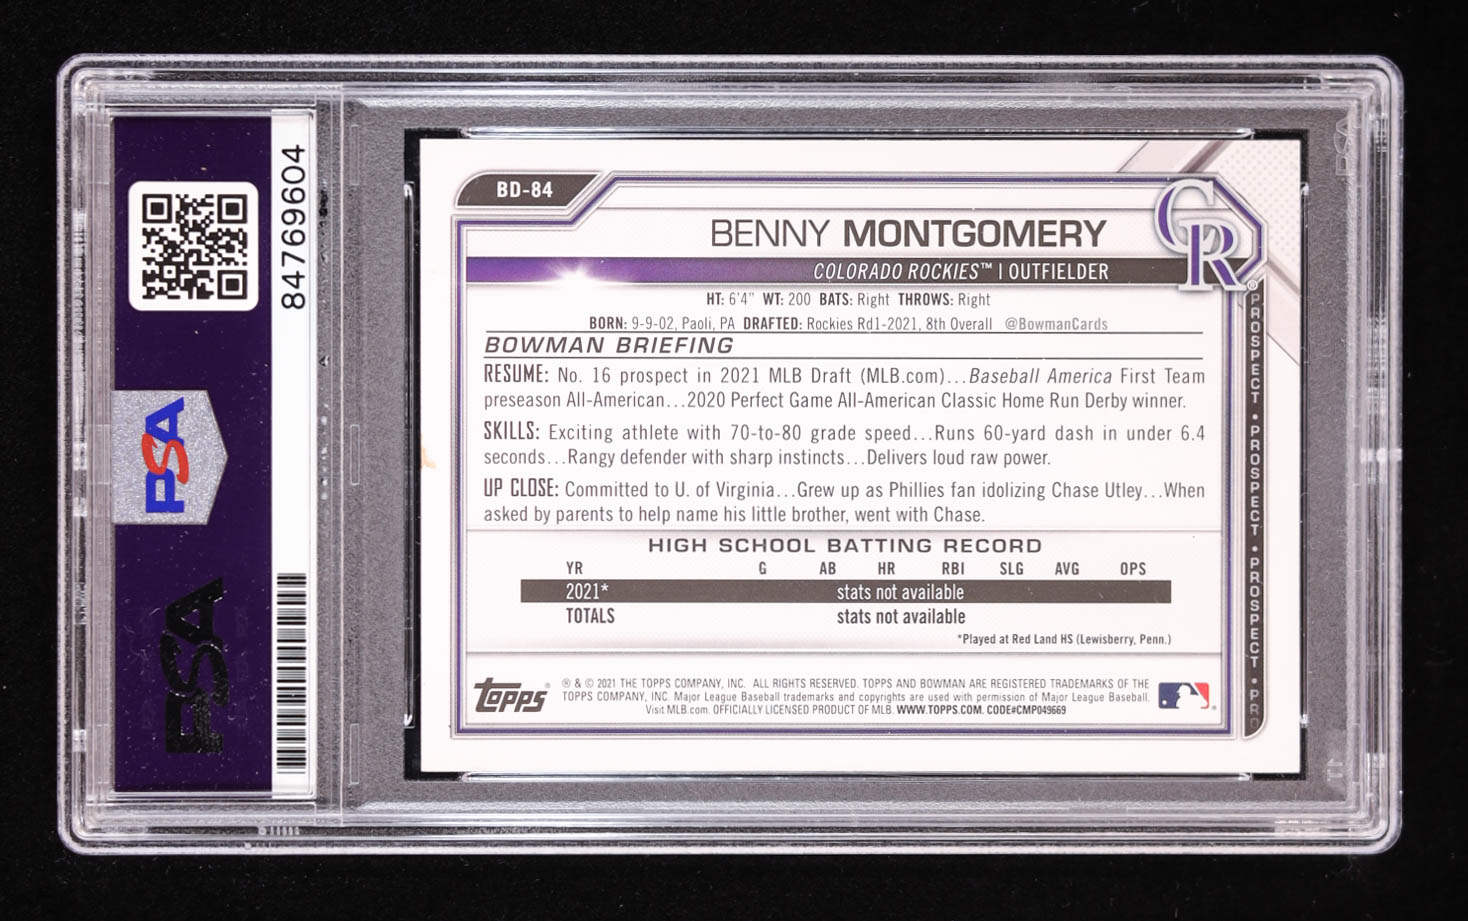 84769604
PSA
PSA
BD-84
BENNY MONTGOMERY
COLORADO ROCKIES™ | OUTFIELDER
CR®
HT: 6'4" WT: 200 BATS: Right THROWS: Right
BORN: 9-9-02, Paoli, PA DRAFTED: Rockies Rd1-2021, 8th Overall @BowmanCards
BOWMAN BRIEFING
RESUME: No. 16 prospect in 2021 MLB Draft (MLB.com)...Baseball America First Team
preseason All-American...2020 Perfect Game All-American Classic Home Run Derby winner.
SKILLS: Exciting athlete with 70-to-80 grade speed...Runs 60-yard dash in under 6.4
seconds...Rangy defender with sharp instincts...Delivers loud raw power.
UP CLOSE: Committed to U. of Virginia...Grew up as Phillies fan idolizing Chase Utley...When
asked by parents to help name his little brother, went with Chase.
HIGH SCHOOL BATTING RECORD
YR G AB HR RBI SLG AVG OPS
2021* stats not available
TOTALS stats not available
*Played at Red Land HS (Lewisberry, Penn.)
TOPPS®
® & © 2021 THE TOPPS COMPANY, INC. ALL RIGHTS RESERVED. TOPPS AND BOWMAN ARE REGISTERED TRADEMARKS OF THE
TOPPS COMPANY, INC. Major League Baseball trademarks and copyrights are used with permission of Major League Baseball.
Visit MLB.com. OFFICIALLY LICENSED PRODUCT OF MLB. WWW.TOPPS.COM. CODE#CMP049669
PROSPECT • PROSPECT • PROSPECT • PRO